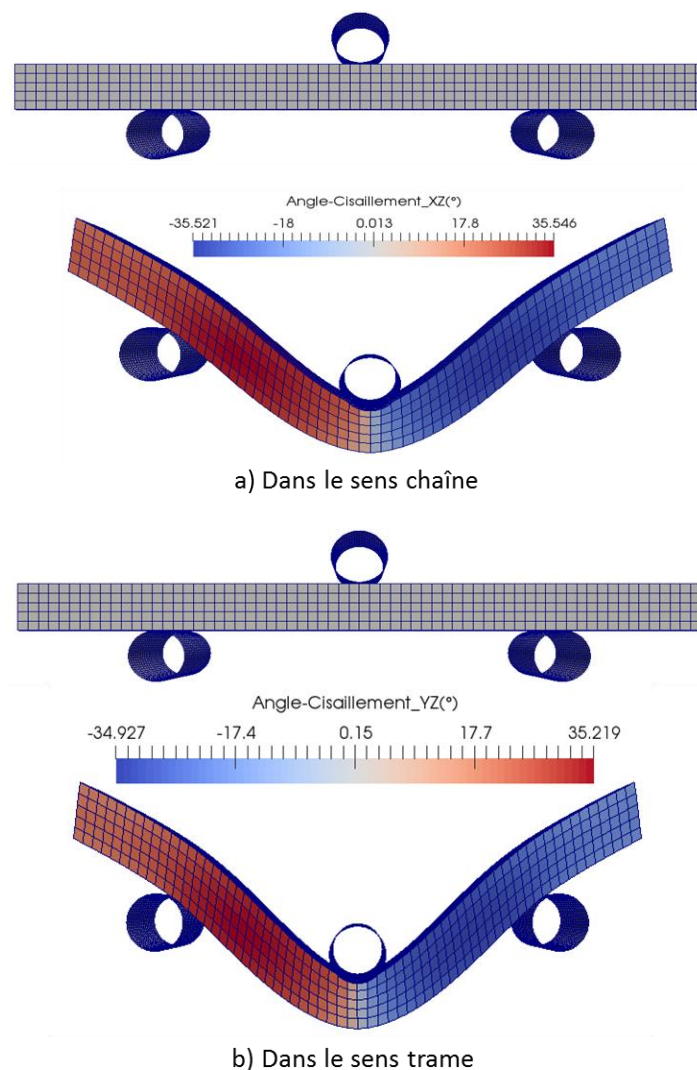 Angle-Cisaillement_XZ(°)
-35.521 -18 0.013 17.8 35.546
a) Dans le sens chaîne
Angle-Cisaillement_YZ(°)
-34.927 -17.4 0.15 17.7 35.219
b) Dans le sens trame